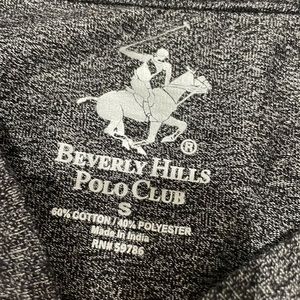 ®
BEVERLY HILLS
POLO CLUB
S
60% COTTON / 40% POLYESTER
Made in India
RN# 59786